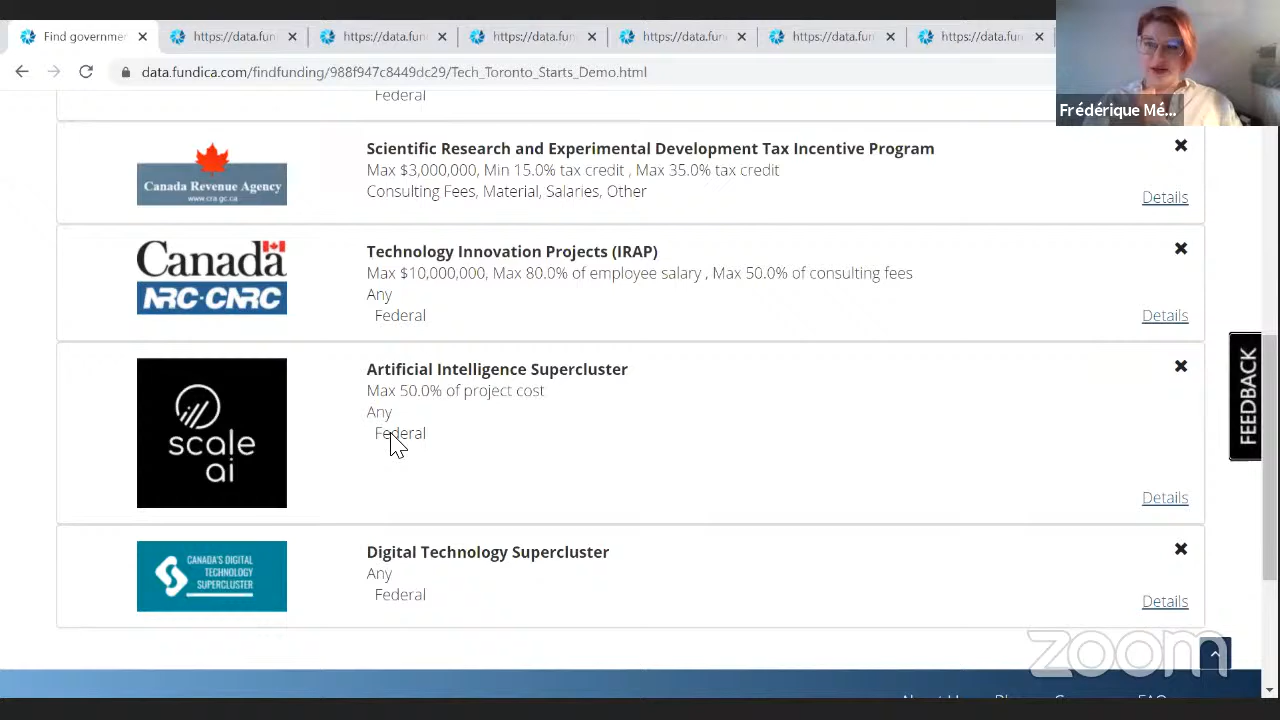 Find governmer
https://data.fun
https://data.fun
https://data.fun
https://data.fun
https://data.fun
https://data.fun
data.fundica.com/findfunding/988f947c8449dc29/Tech_Toronto_Starts_Demo.html
Frédérique Mé...
Federal
Canada Revenue Agency
www.cra.gc.ca
Scientific Research and Experimental Development Tax Incentive Program
Max $3,000,000, Min 15.0% tax credit , Max 35.0% tax credit
Consulting Fees, Material, Salaries, Other
Details
Canada
NRC·CNRC
Technology Innovation Projects (IRAP)
Max $10,000,000, Max 80.0% of employee salary , Max 50.0% of consulting fees
Any
Federal
Details
FEEDBACK
scale
ai
Artificial Intelligence Supercluster
Max 50.0% of project cost
Any
Federal
Details
CANADA'S DIGITAL
TECHNOLOGY
SUPERCLUSTER
Digital Technology Supercluster
Any
Federal
Details
zoom